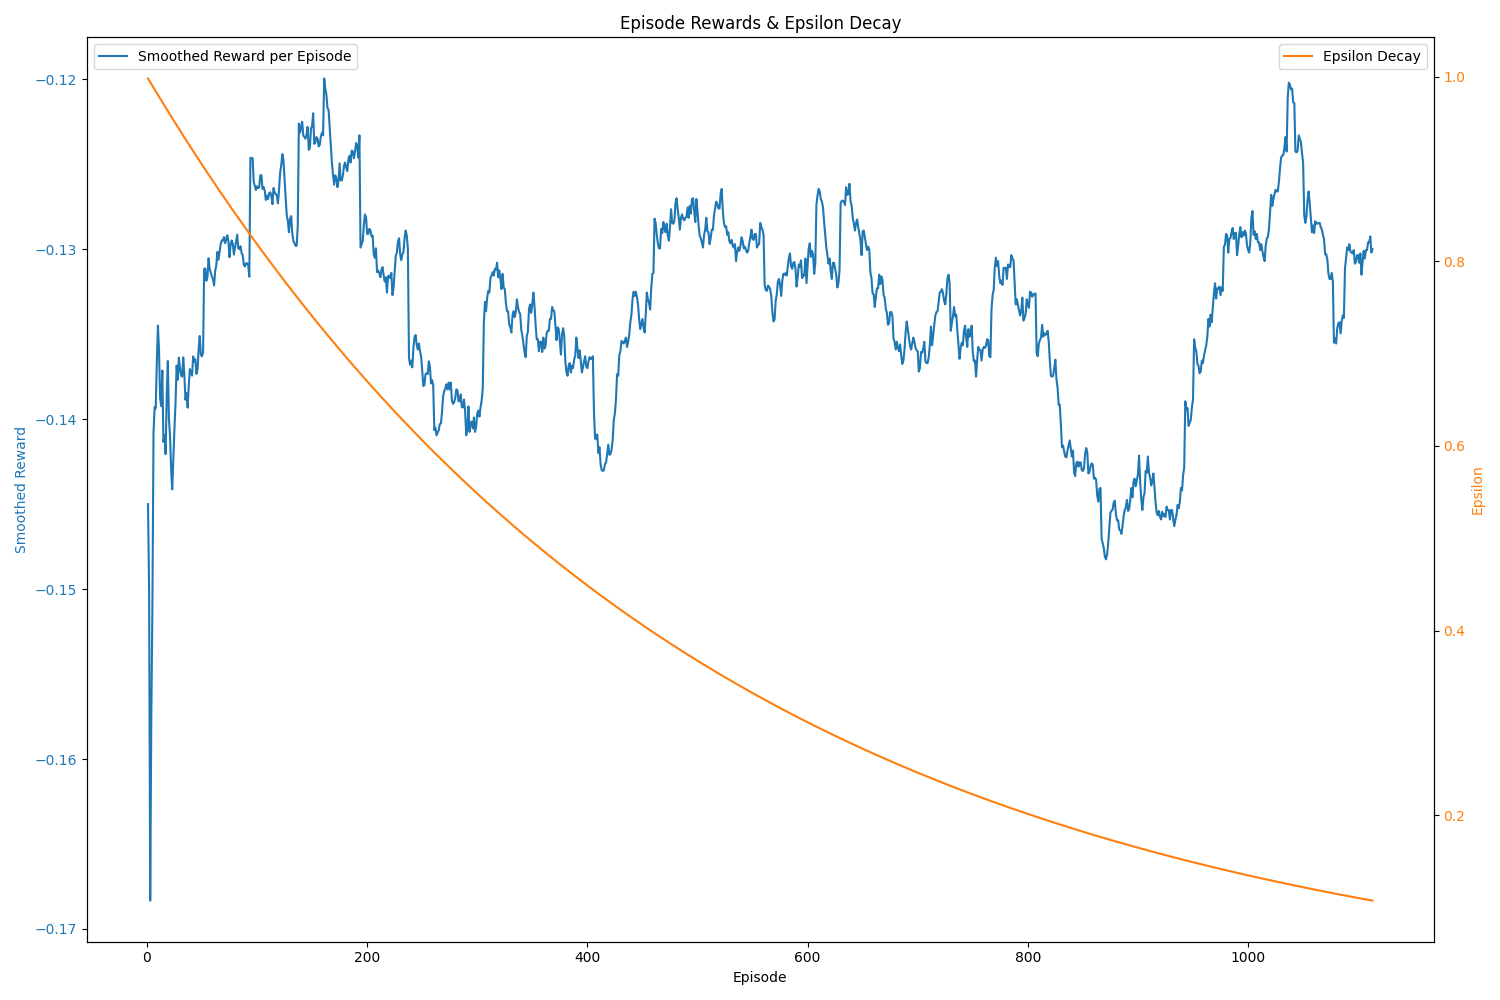 Episode Rewards & Epsilon Decay
Smoothed Reward per Episode
Epsilon Decay
−0.12
−0.13
−0.14
−0.15
−0.16
−0.17
Smoothed Reward
1.0
0.8
0.6
0.4
0.2
Epsilon
0 200 400 600 800 1000
Episode